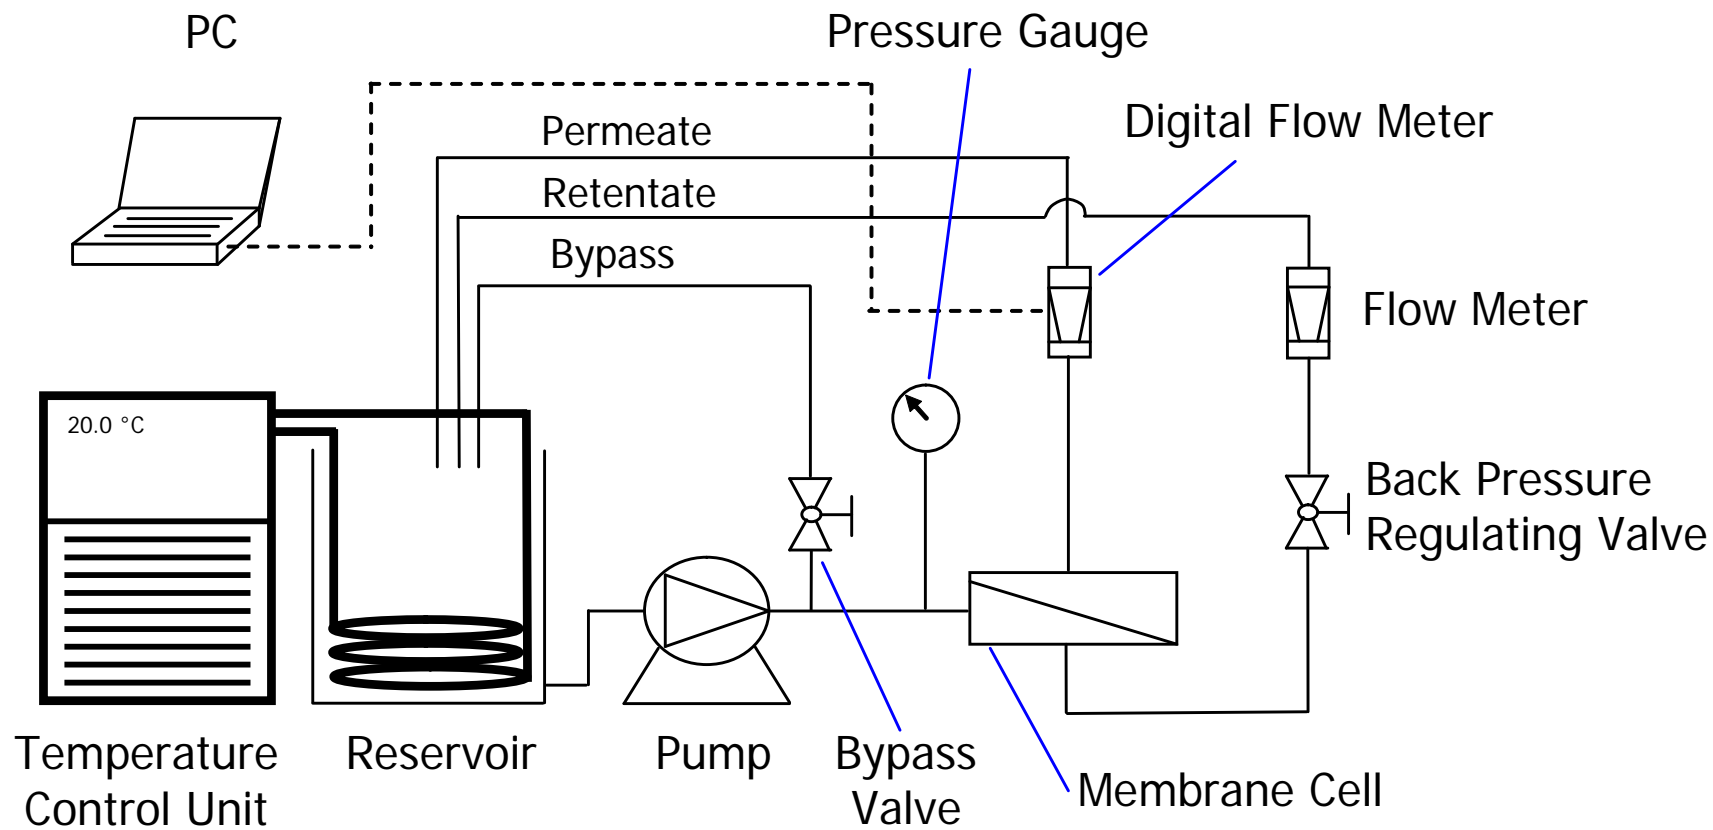 PC
Pressure Gauge
Digital Flow Meter
Permeate
Retentate
Bypass
Flow Meter
20.0 °C
Back Pressure
Regulating Valve
Temperature
Control Unit
Reservoir
Pump
Bypass
Valve
Membrane Cell